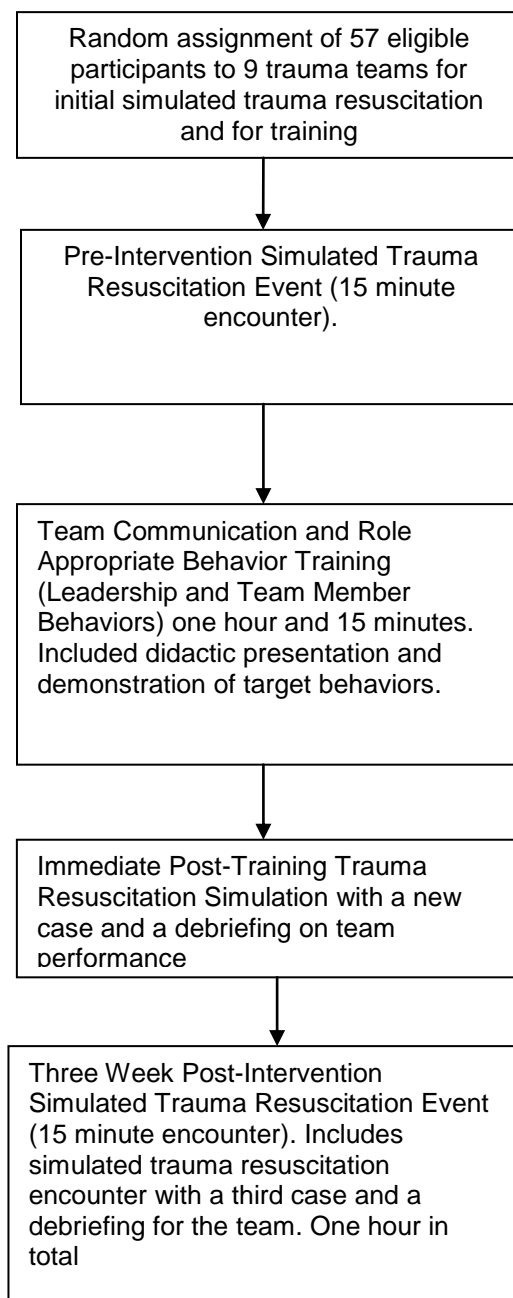 Random assignment of 57 eligible
participants to 9 trauma teams for
initial simulated trauma resuscitation
and for training
Pre-Intervention Simulated Trauma
Resuscitation Event (15 minute
encounter).
Team Communication and Role
Appropriate Behavior Training
(Leadership and Team Member
Behaviors) one hour and 15 minutes.
Included didactic presentation and
demonstration of target behaviors.
Immediate Post-Training Trauma
Resuscitation Simulation with a new
case and a debriefing on team
performance
Three Week Post-Intervention
Simulated Trauma Resuscitation Event
(15 minute encounter). Includes
simulated trauma resuscitation
encounter with a third case and a
debriefing for the team. One hour in
total